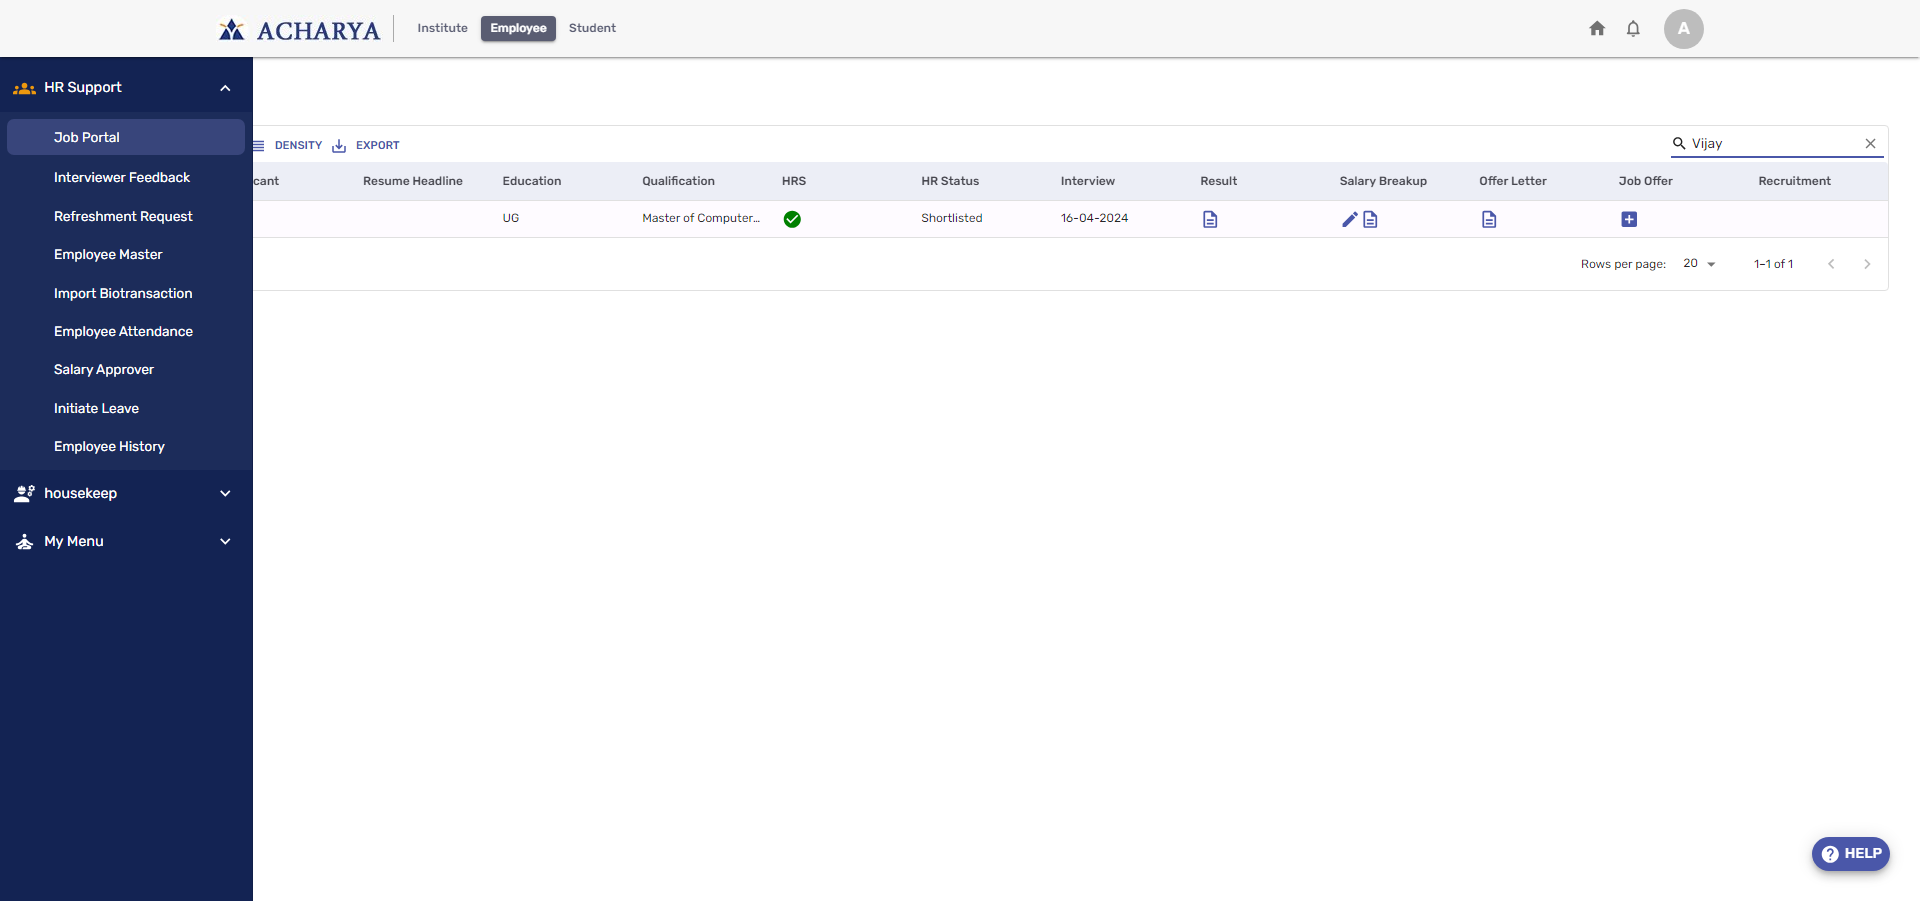 ACHARYA
Institute
Employee
Student
A
HR Support
Job Portal
Interviewer Feedback
Refreshment Request
Employee Master
Import Biotransaction
Employee Attendance
Salary Approver
Initiate Leave
Employee History
housekeep
My Menu
DENSITY
EXPORT
Vijay
cant Resume Headline Education Qualification HRS HR Status Interview Result Salary Breakup Offer Letter Job Offer Recruitment
UG Master of Computer... Shortlisted 16-04-2024
Rows per page: 20 1–1 of 1
HELP